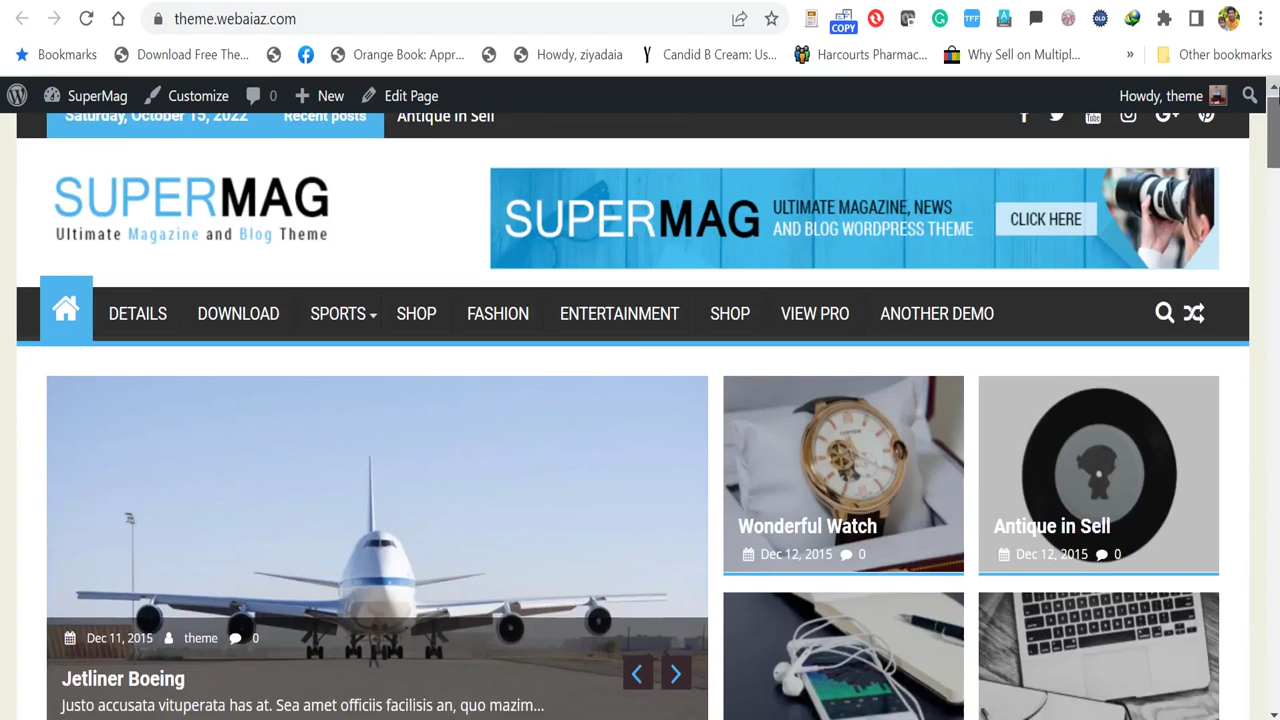 theme.webaiaz.com
COPY
TFF
OLD
Bookmarks
Download Free The...
Orange Book: Appr...
Howdy, ziyadaia
Candid B Cream: Us...
Harcourts Pharmac...
Why Sell on Multipl...
»
Other bookmarks
SuperMag
Customize
0
New
Edit Page
Howdy, theme
Saturday, October 15, 2022
Recent posts
Antique in Sell
SUPERMAG
Ultimate Magazine and Blog Theme
SUPERMAG
ULTIMATE MAGAZINE, NEWS
AND BLOG WORDPRESS THEME
CLICK HERE
DETAILS
DOWNLOAD
SPORTS
SHOP
FASHION
ENTERTAINMENT
SHOP
VIEW PRO
ANOTHER DEMO
Wonderful Watch
Dec 12, 2015
0
Antique in Sell
Dec 12, 2015
0
Dec 11, 2015
theme
0
Jetliner Boeing
Justo accusata vituperata has at. Sea amet officiis facilisis an, quo mazim...